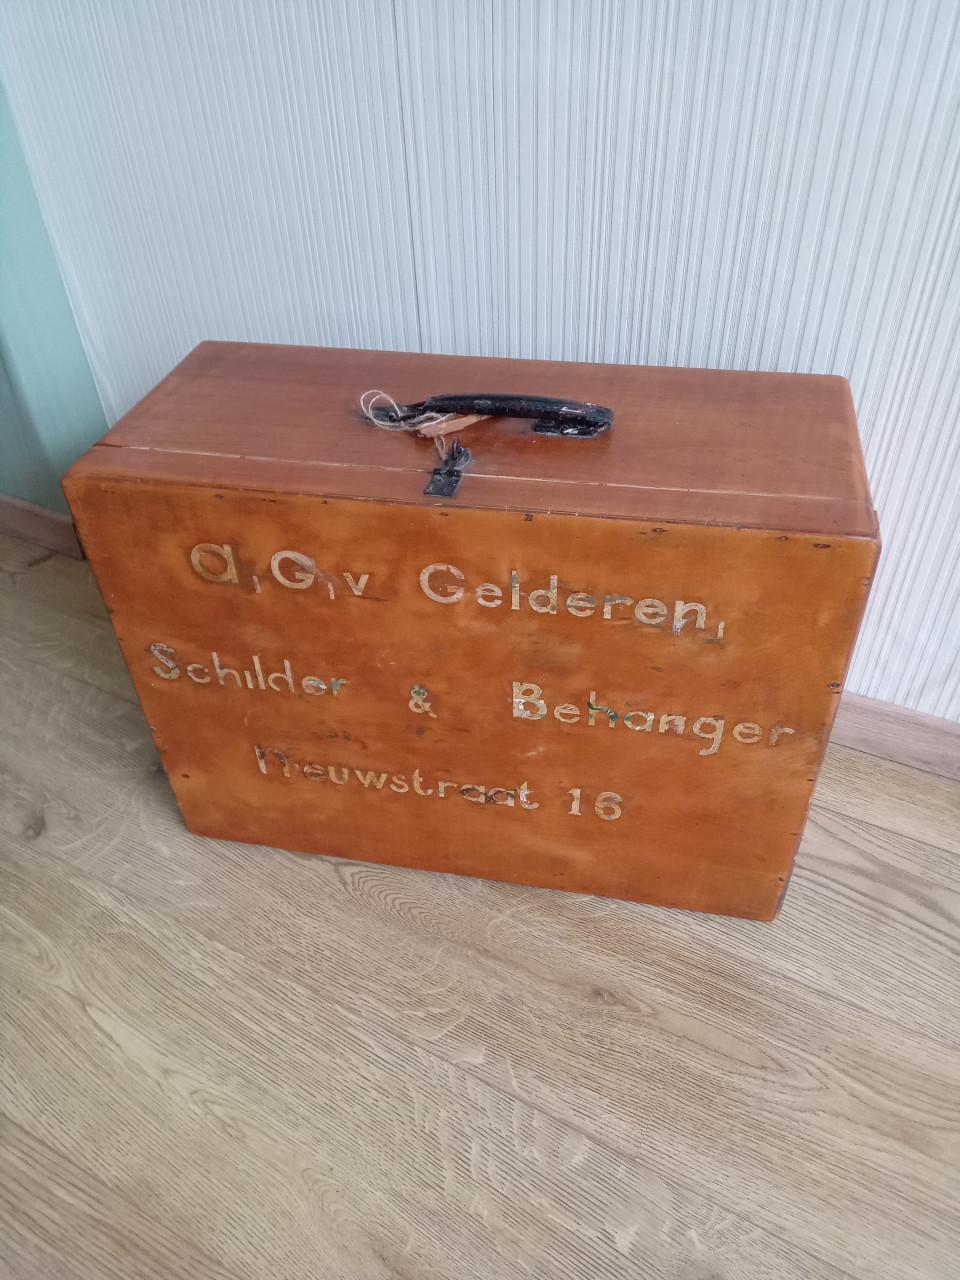 a, G, v Gelderen,
Schilder & Behanger
Nieuwstraat 16